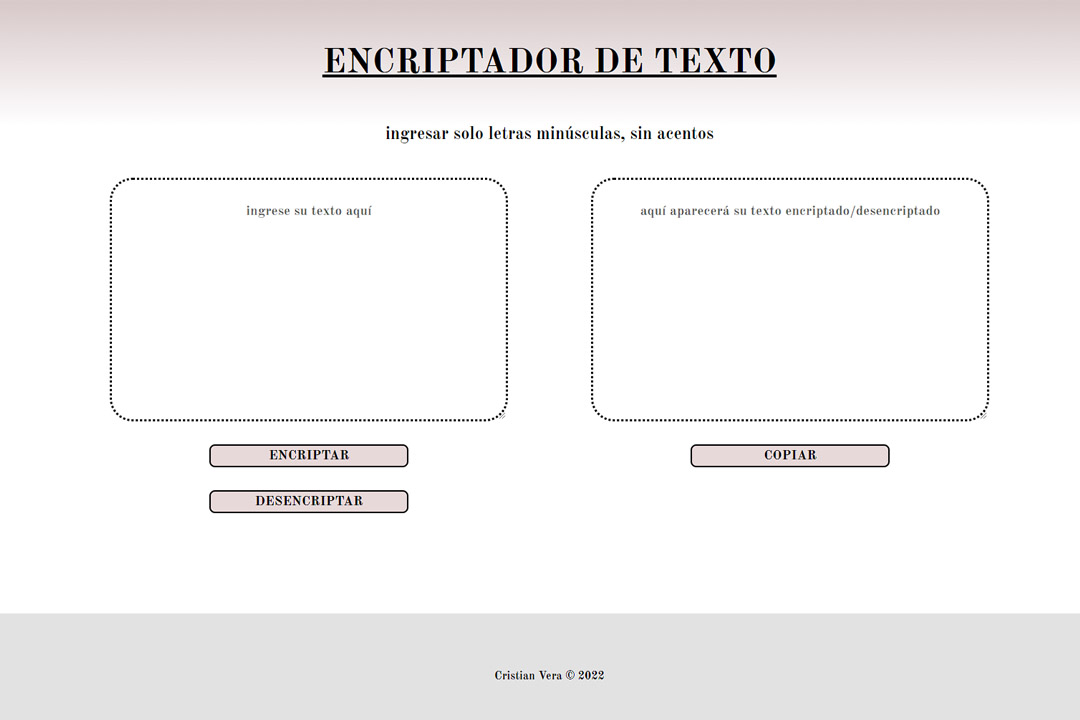 ENCRIPTADOR DE TEXTO
ingresar solo letras minúsculas, sin acentos
ingrese su texto aquí
aquí aparecerá su texto encriptado/desencriptado
ENCRIPTAR
COPIAR
DESENCRIPTAR
Cristian Vera © 2022